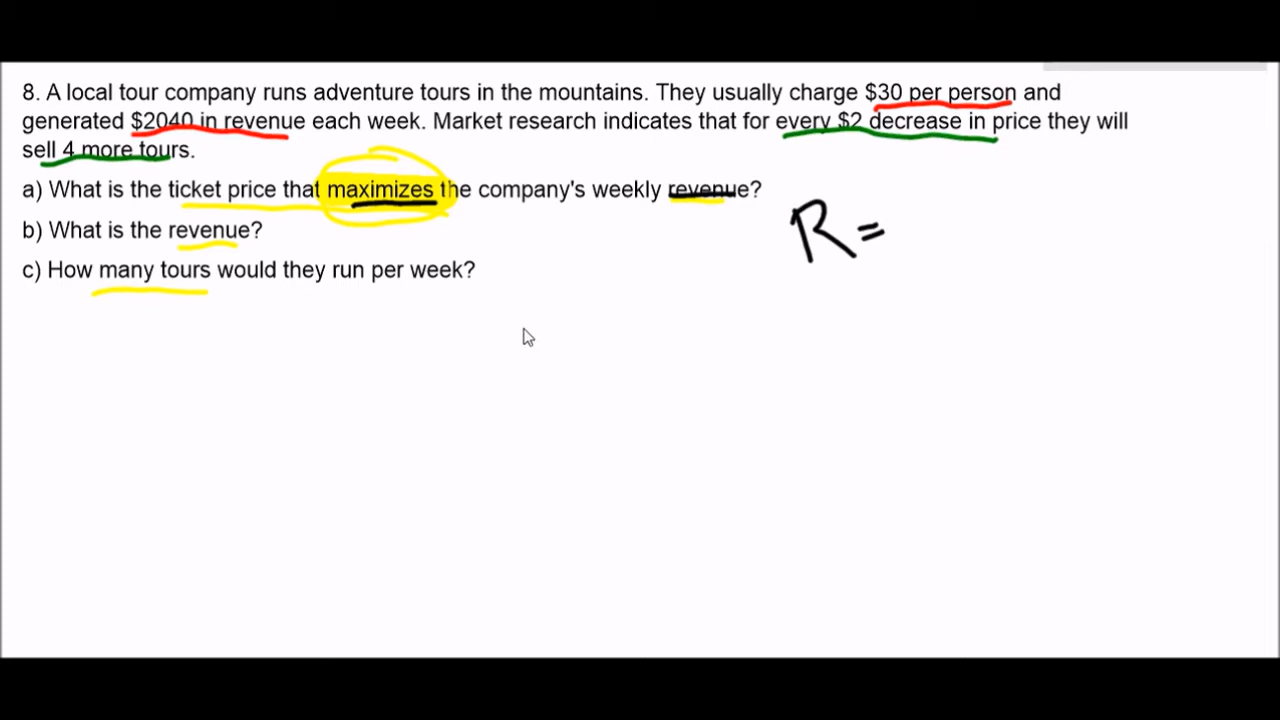 8. A local tour company runs adventure tours in the mountains. They usually charge $30 per person and
generated $2040 in revenue each week. Market research indicates that for every $2 decrease in price they will
sell 4 more tours.
a) What is the ticket price that maximizes the company's weekly revenue?
R=
b) What is the revenue?
c) How many tours would they run per week?